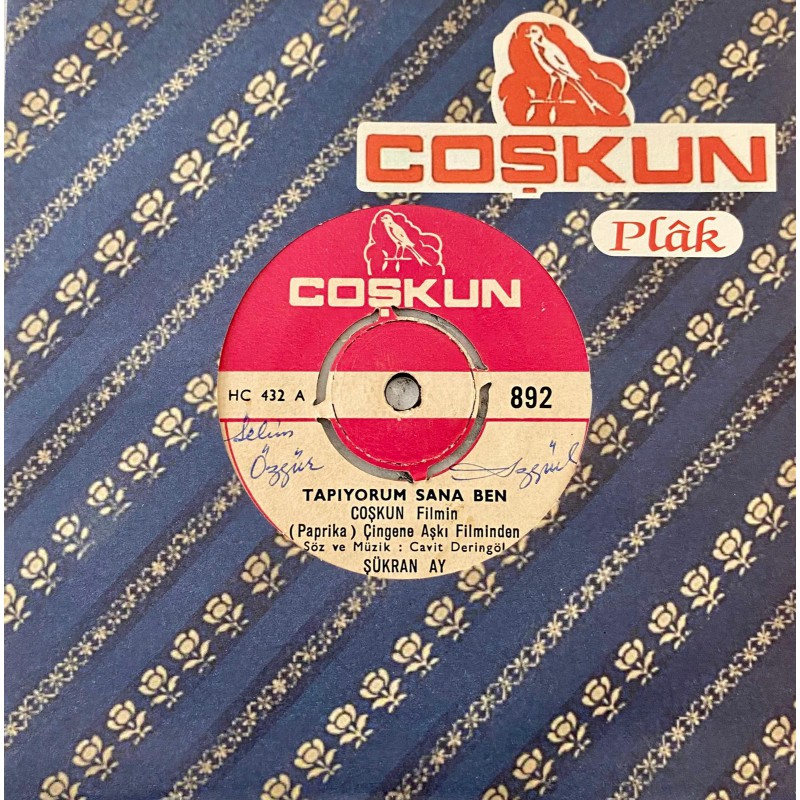 COŞKUN
Plâk
COŞKUN
HC 432 A
892
Selim
Özgür
TAPIYORUM SANA BEN
COŞKUN Filmin
(Paprika) Çingene Aşkı Filminden
Söz ve Müzik : Cavit Deringöl
ŞÜKRAN AY